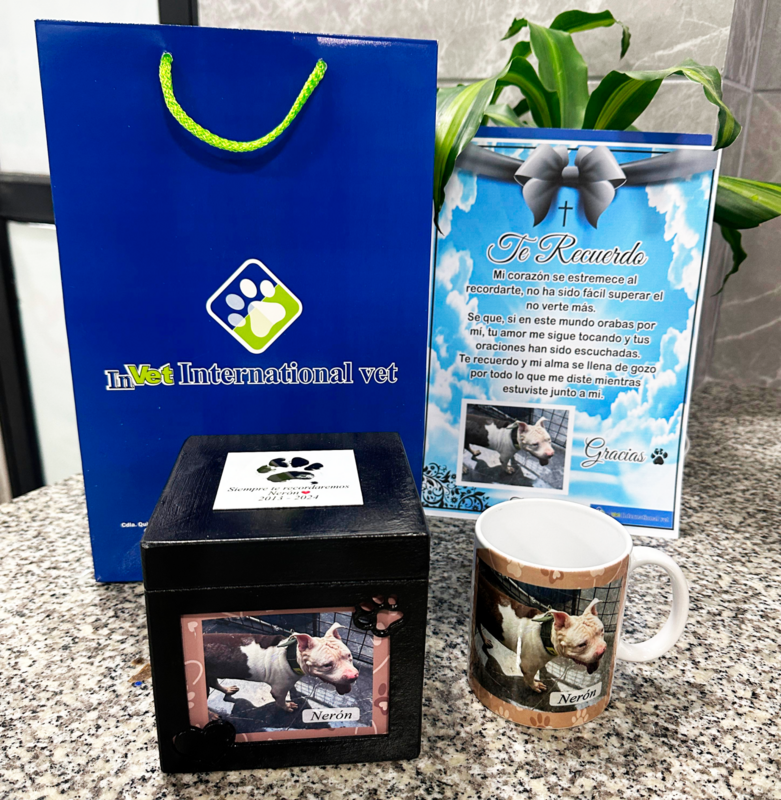 InVet International vet
Te Recuerdo
Mi corazón se estremece al
recordarte, no ha sido fácil superar el
no verte más.
Se que, si en este mundo orabas por
mí, tu amor me sigue tocando y tus
oraciones han sido escuchadas.
Te recuerdo y mi alma se llena de gozo
por todo lo que me diste mientras
estuviste junto a mi.
Gracias
Siempre te recordaremos
Nerón
2013 - 2024
Nerón
Nerón